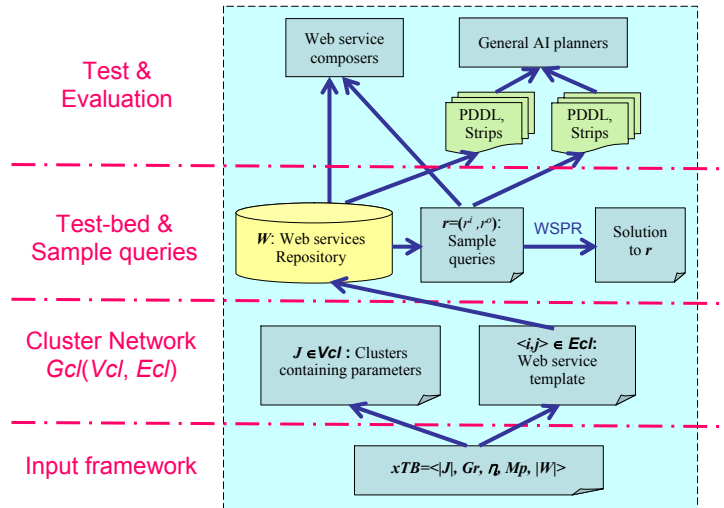 Test &
Evaluation
Web service
composers
General AI planners
PDDL,
Strips
PDDL,
Strips
Test-bed &
Sample queries
W: Web services
Repository
r=(rⁱ ,rᵒ):
Sample
queries
WSPR
Solution
to r
Cluster Network
Gcl(Vcl, Ecl)
J ∈Vcl : Clusters
containing parameters
<i,j> ∈ Ecl:
Web service
template
Input framework
xTB=<|J|, Gr, η, Mp, |W|>